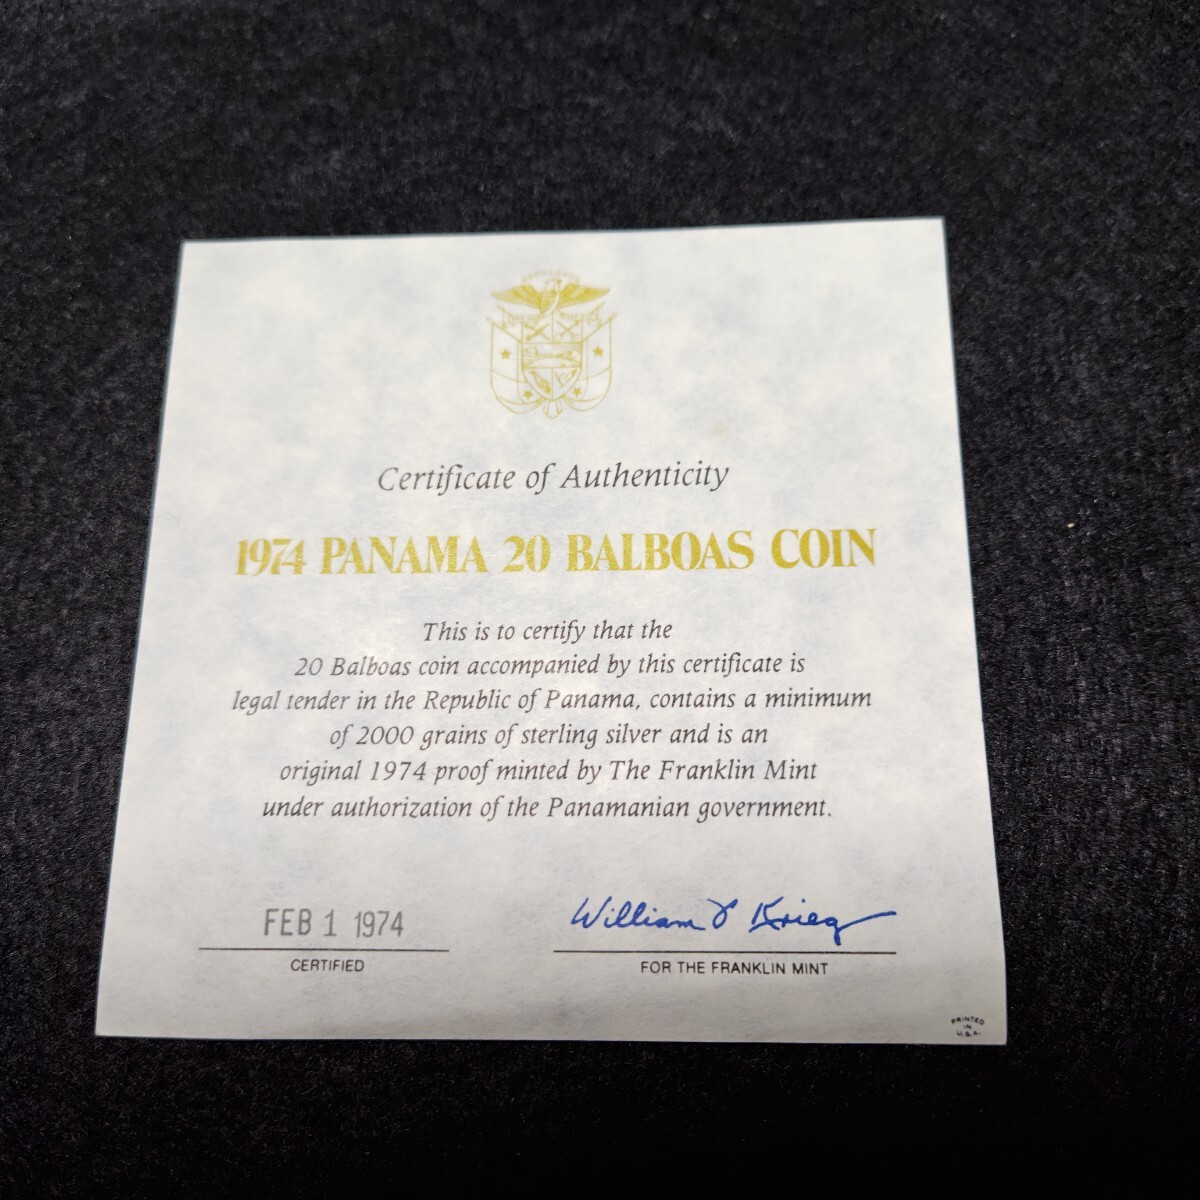 Certificate of Authenticity
1974 PANAMA 20 BALBOAS COIN
This is to certify that the
20 Balboas coin accompanied by this certificate is
legal tender in the Republic of Panama, contains a minimum
of 2000 grains of sterling silver and is an
original 1974 proof minted by The Franklin Mint
under authorization of the Panamanian government.
FEB 1 1974
CERTIFIED
William Krieg
FOR THE FRANKLIN MINT
PRINTED
IN
U.S.A.